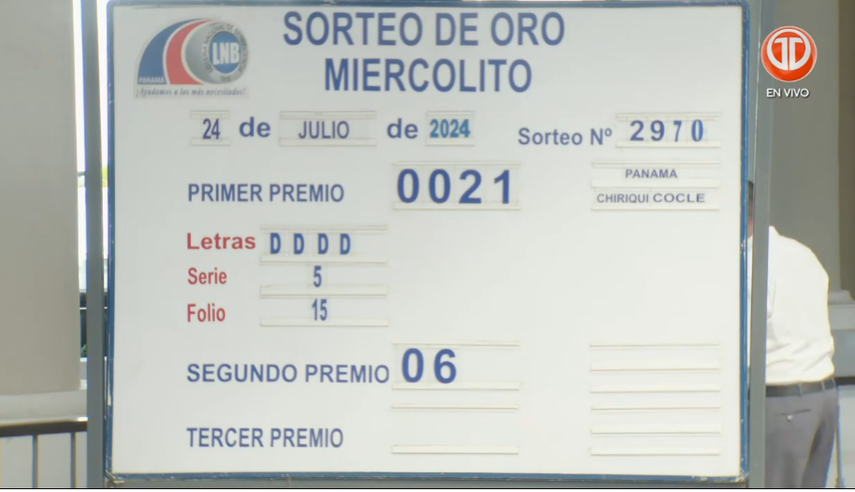 SORTEO DE ORO
MIERCOLITO
LNB
PANAMA
¡Ayudamos a los más necesitados!
EN VIVO
24 de JULIO de 2024
Sorteo Nº 2970
PRIMER PREMIO 0021
PANAMA
CHIRIQUI COCLE
Letras D D D D
Serie 5
Folio 15
SEGUNDO PREMIO 06
TERCER PREMIO